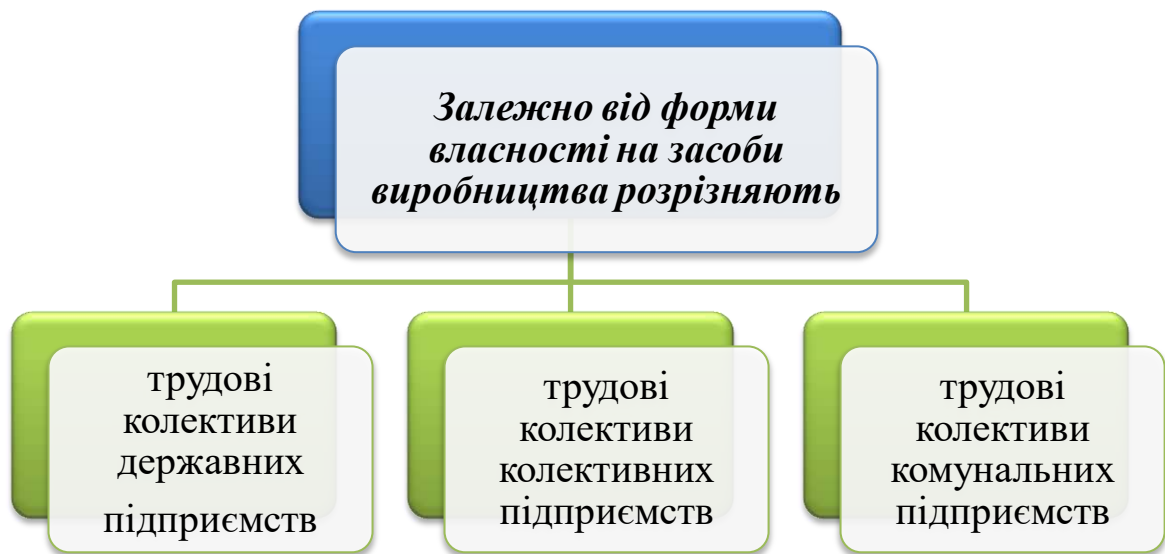 Залежно від форми
власності на засоби
виробництва розрізняють
трудові
колективи
державних
підприємств
трудові
колективи
колективних
підприємств
трудові
колективи
комунальних
підприємств